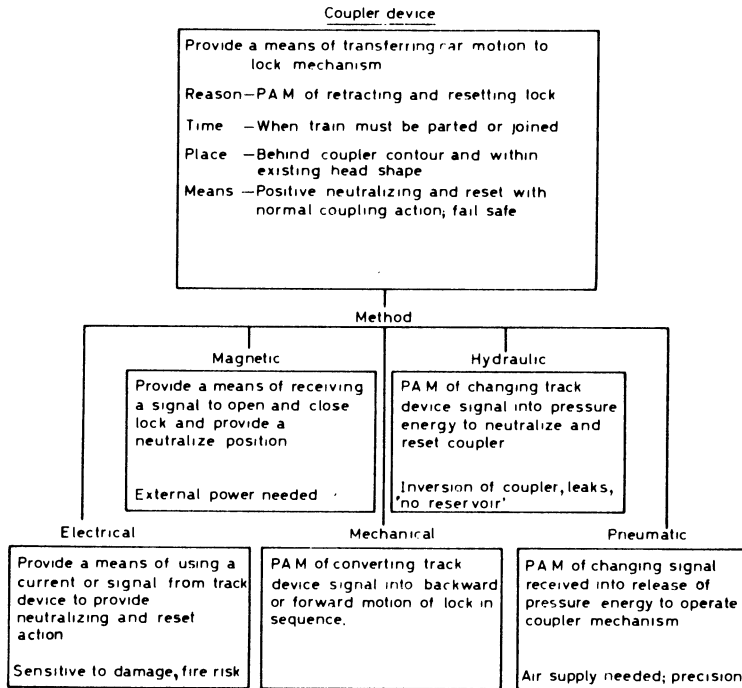 Coupler device
Provide a means of transferring car motion to
lock mechanism
Reason—PAM of retracting and resetting lock
Time —When train must be parted or joined
Place —Behind coupler contour and within
existing head shape
Means —Positive neutralizing and reset with
normal coupling action; fail safe
Method
Magnetic
Provide a means of receiving
a signal to open and close
lock and provide a
neutralize position
External power needed
Hydraulic
PAM of changing track
device signal into pressure
energy to neutralize and
reset coupler
Inversion of coupler, leaks,
'no reservoir'
Electrical
Provide a means of using a
current or signal from track
device to provide
neutralizing and reset
action
Sensitive to damage, fire risk
Mechanical
PAM of converting track
device signal into backward
or forward motion of lock in
sequence.
Pneumatic
PAM of changing signal
received into release of
pressure energy to operate
coupler mechanism
Air supply needed; precision